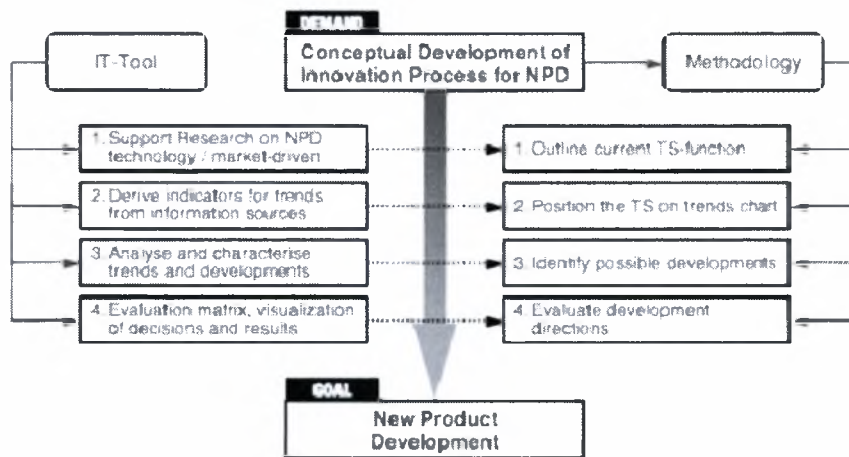 DEMAND
Conceptual Development of
Innovation Process for NPD
IT-Tool
Methodology
1. Support Research on NPD
technology / market-driven
2. Derive indicators for trends
from information sources
3. Analyse and characterise
trends and developments
4. Evaluation matrix, visualization
of decisions and results
1. Outline current TS-function
2. Position the TS on trends chart
3. Identify possible developments
4. Evaluate development
directions
GOAL
New Product
Development